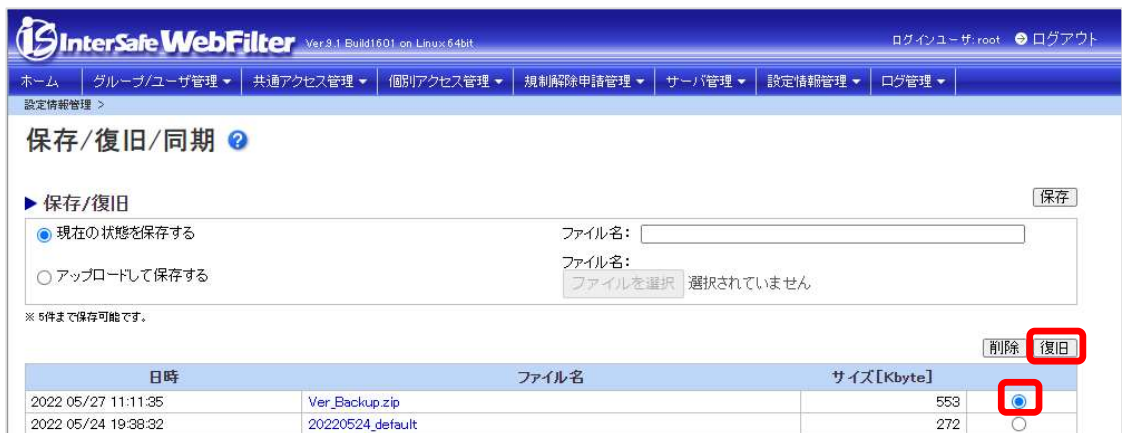 InterSafe WebFilter Ver.9.1 Build1601 on Linux 64bit ログインユーザ:root ログアウト
ホーム グループ/ユーザ管理 共通アクセス管理 個別アクセス管理 規制解除申請管理 サーバ管理 設定情報管理 ログ管理
設定情報管理 >
保存/復旧/同期 ?
保存/復旧 保存
現在の状態を保存する ファイル名:
アップロードして保存する ファイル名:
ファイルを選択 選択されていません
※ 5件まで保存可能です。
削除 復旧
日時 ファイル名 サイズ[Kbyte]
2022 05/27 11:11:35 Ver_Backup.zip 553
2022 05/24 19:38:32 20220524_default 272